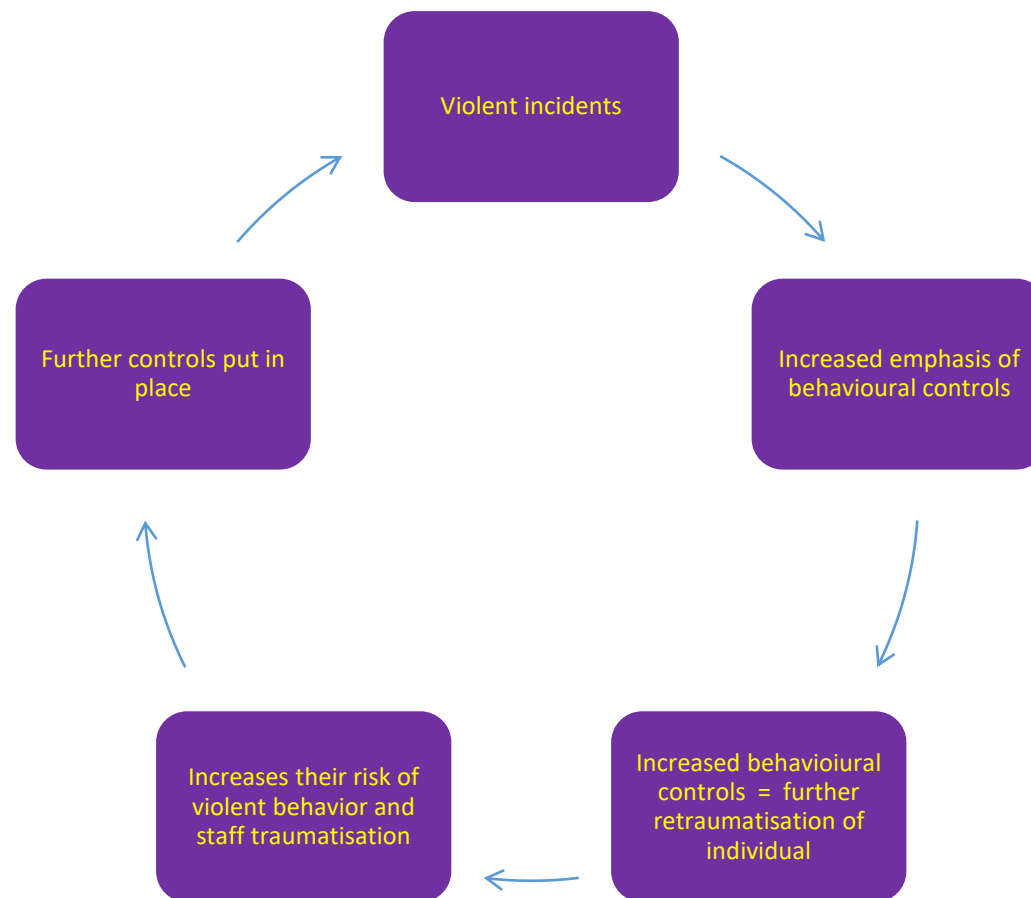 Violent incidents
Increased emphasis of
behavioural controls
Increased behavioiural
controls  =  further
retraumatisation of
individual
Increases their risk of
violent behavior and
staff traumatisation
Further controls put in
place